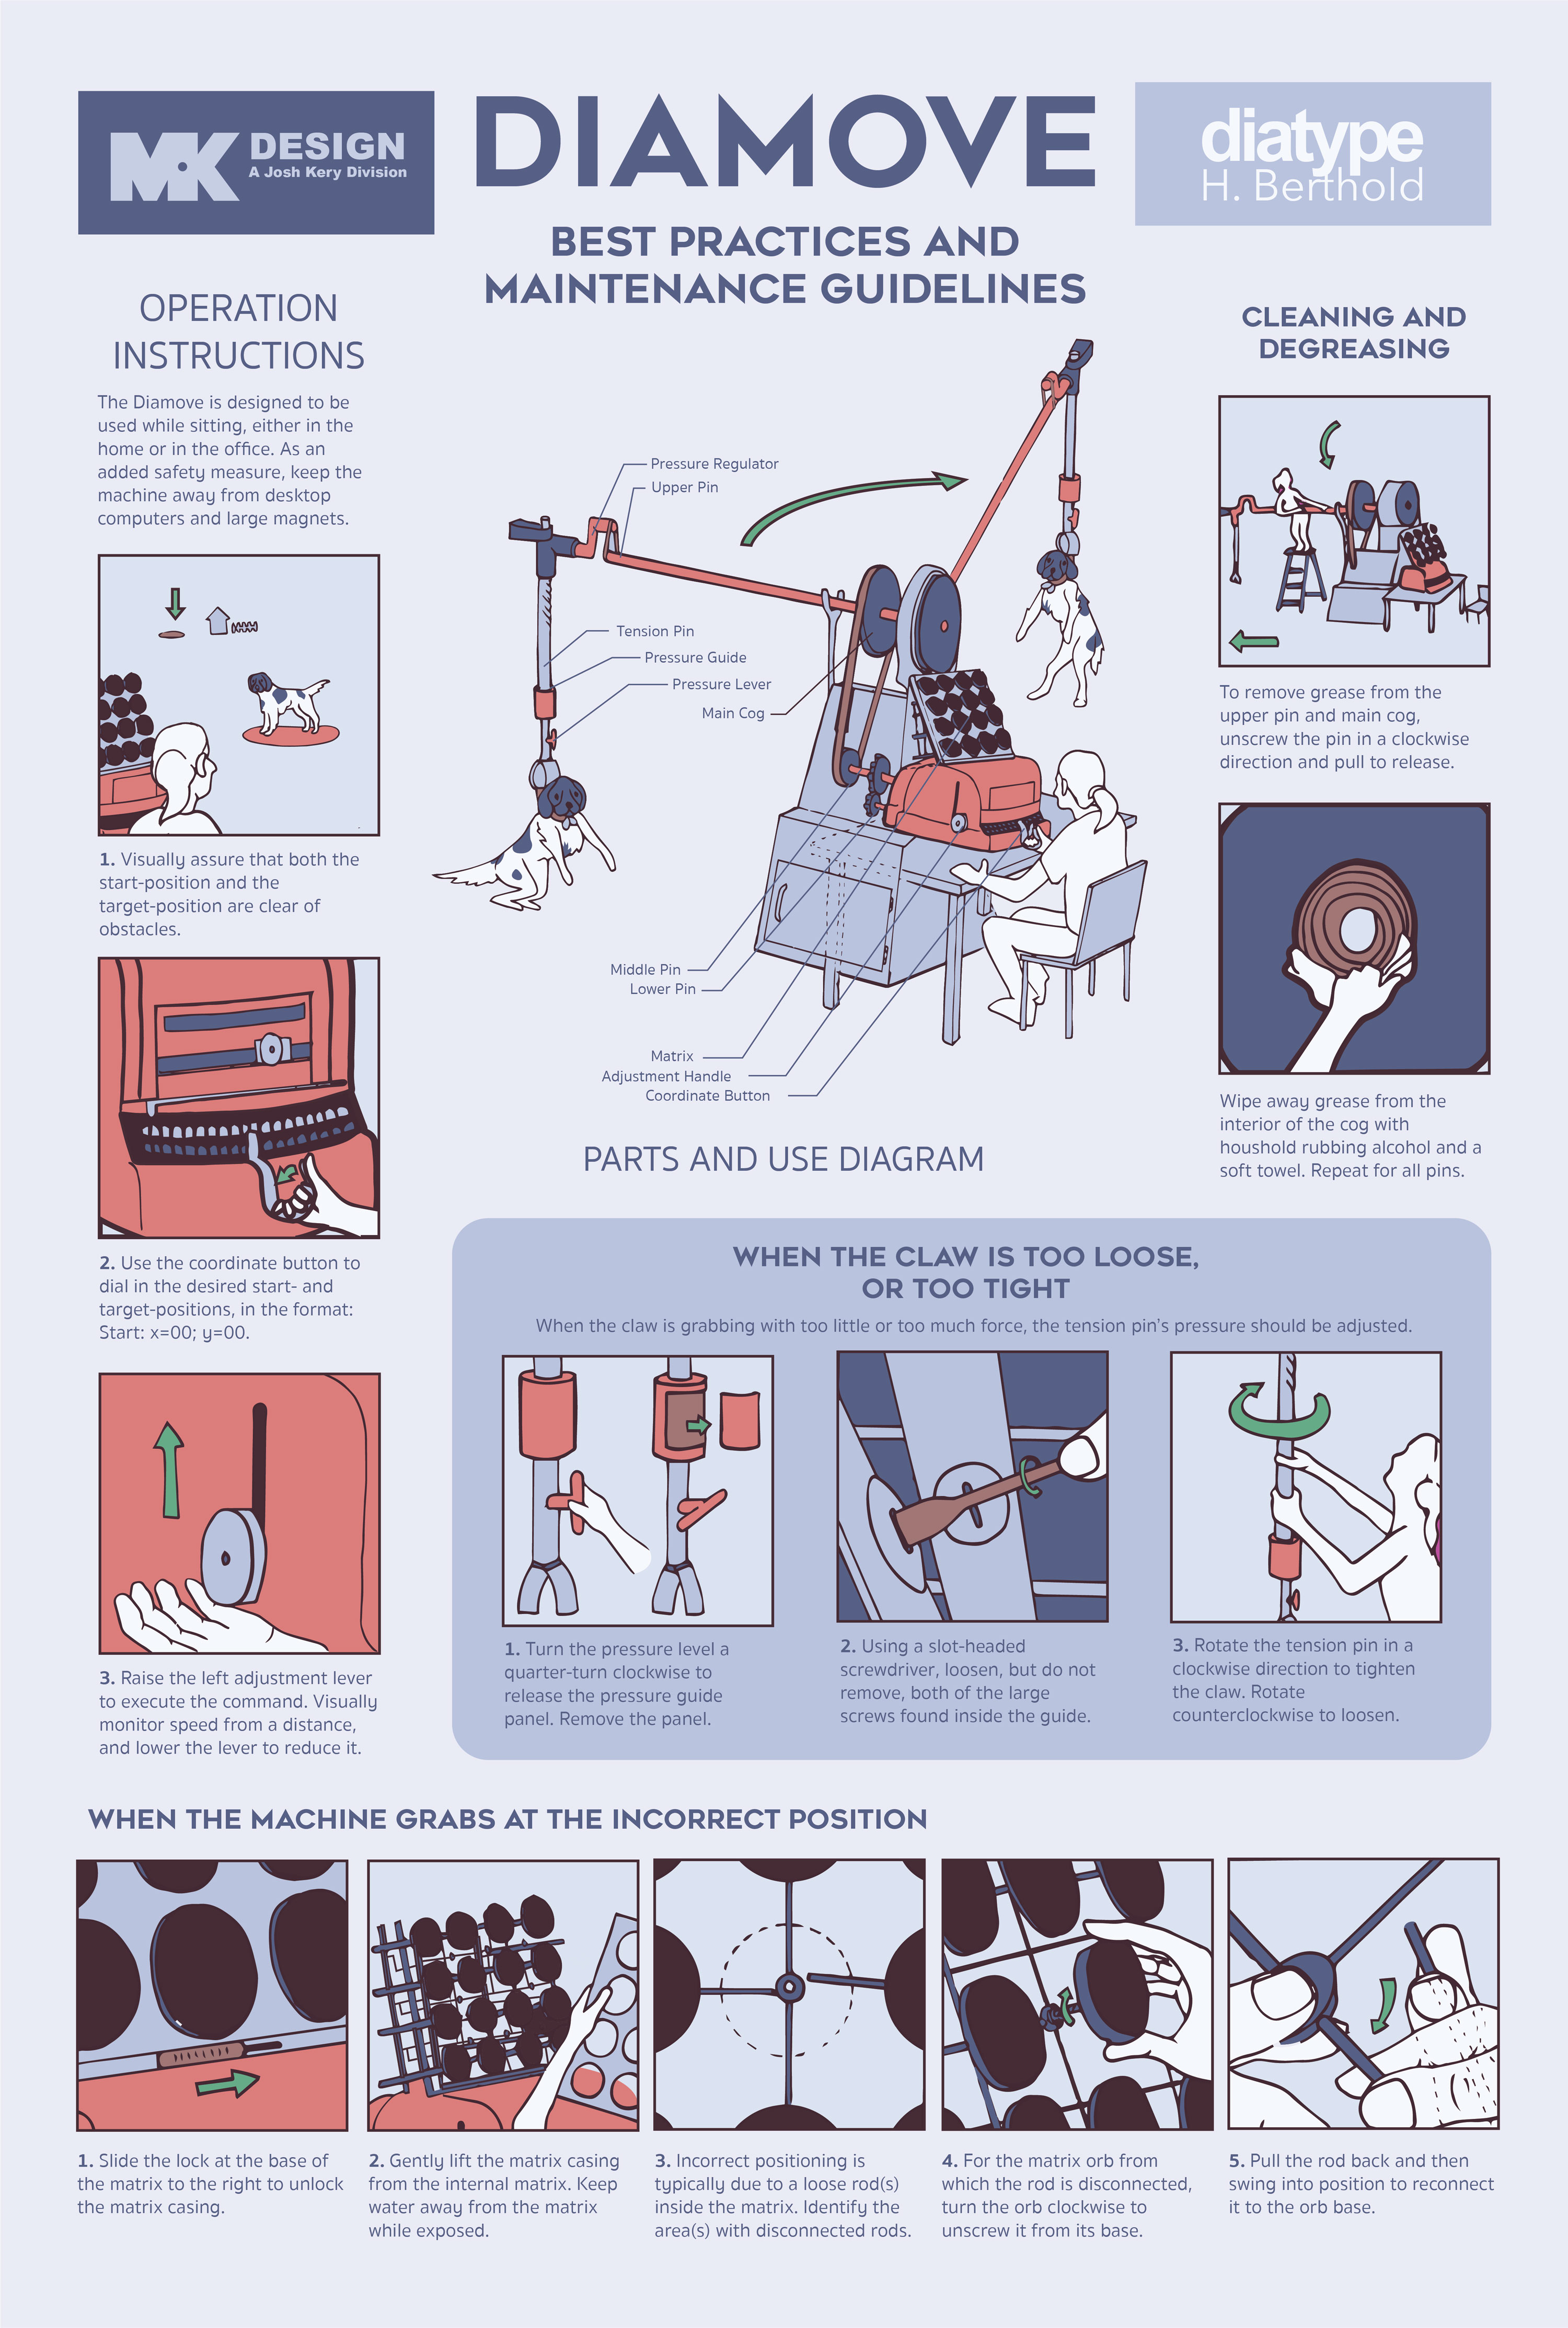 MK DESIGN
A Josh Kery Division
DIAMOVE
diatype
H. Berthold
BEST PRACTICES AND
MAINTENANCE GUIDELINES
OPERATION
INSTRUCTIONS
The Diamove is designed to be
used while sitting, either in the
home or in the office. As an
added safety measure, keep the
machine away from desktop
computers and large magnets.
1. Visually assure that both the
start-position and the
target-position are clear of
obstacles.
2. Use the coordinate button to
dial in the desired start- and
target-positions, in the format:
Start: x=00; y=00.
3. Raise the left adjustment lever
to execute the command. Visually
monitor speed from a distance,
and lower the lever to reduce it.
Pressure Regulator
Upper Pin
Tension Pin
Pressure Guide
Pressure Lever
Main Cog
Middle Pin
Lower Pin
Matrix
Adjustment Handle
Coordinate Button
PARTS AND USE DIAGRAM
CLEANING AND
DEGREASING
To remove grease from the
upper pin and main cog,
unscrew the pin in a clockwise
direction and pull to release.
Wipe away grease from the
interior of the cog with
houshold rubbing alcohol and a
soft towel. Repeat for all pins.
WHEN THE CLAW IS TOO LOOSE,
OR TOO TIGHT
When the claw is grabbing with too little or too much force, the tension pin's pressure should be adjusted.
1. Turn the pressure level a
quarter-turn clockwise to
release the pressure guide
panel. Remove the panel.
2. Using a slot-headed
screwdriver, loosen, but do not
remove, both of the large
screws found inside the guide.
3. Rotate the tension pin in a
clockwise direction to tighten
the claw. Rotate
counterclockwise to loosen.
WHEN THE MACHINE GRABS AT THE INCORRECT POSITION
1. Slide the lock at the base of
the matrix to the right to unlock
the matrix casing.
2. Gently lift the matrix casing
from the internal matrix. Keep
water away from the matrix
while exposed.
3. Incorrect positioning is
typically due to a loose rod(s)
inside the matrix. Identify the
area(s) with disconnected rods.
4. For the matrix orb from
which the rod is disconnected,
turn the orb clockwise to
unscrew it from its base.
5. Pull the rod back and then
swing into position to reconnect
it to the orb base.